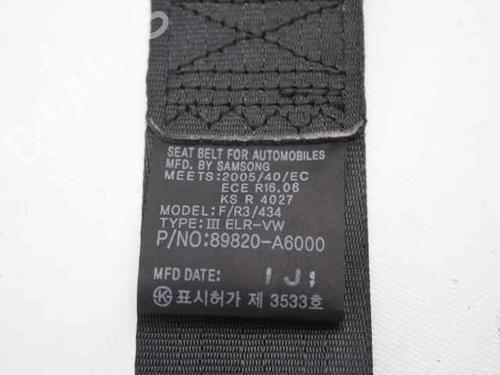 SEAT BELT FOR AUTOMOBILES
MFD. BY SAMSONG
MEETS:2005/40/EC
ECE R16.06
KS R 4027
MODEL: F/R3/434
TYPE: III ELR-VW
P/NO:89820-A6000
MFD DATE: 1J1
표시허가 제 3533호